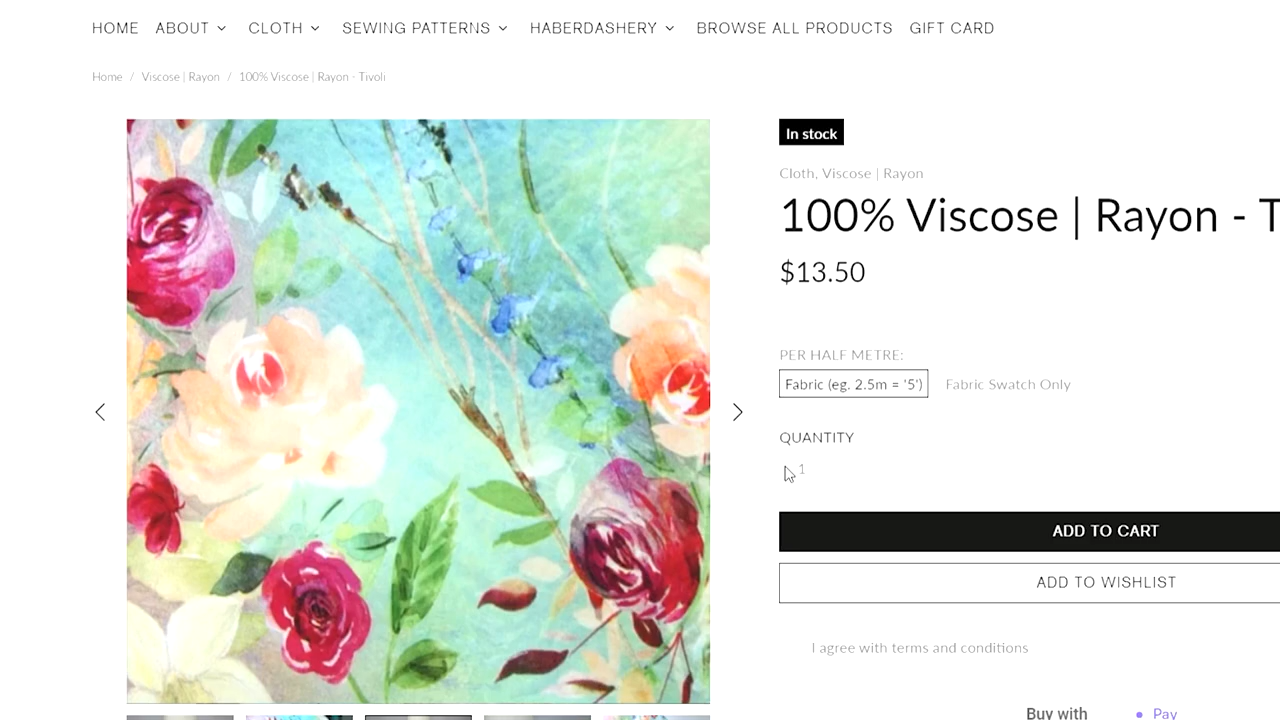 HOME ABOUT CLOTH SEWING PATTERNS HABERDASHERY BROWSE ALL PRODUCTS GIFT CARD
Home / Viscose | Rayon / 100% Viscose | Rayon - Tivoli
In stock
Cloth, Viscose | Rayon
100% Viscose | Rayon - T
$13.50
PER HALF METRE:
Fabric (eg. 2.5m = '5') Fabric Swatch Only
QUANTITY
1
ADD TO CART
ADD TO WISHLIST
I agree with terms and conditions
Buy with Pay